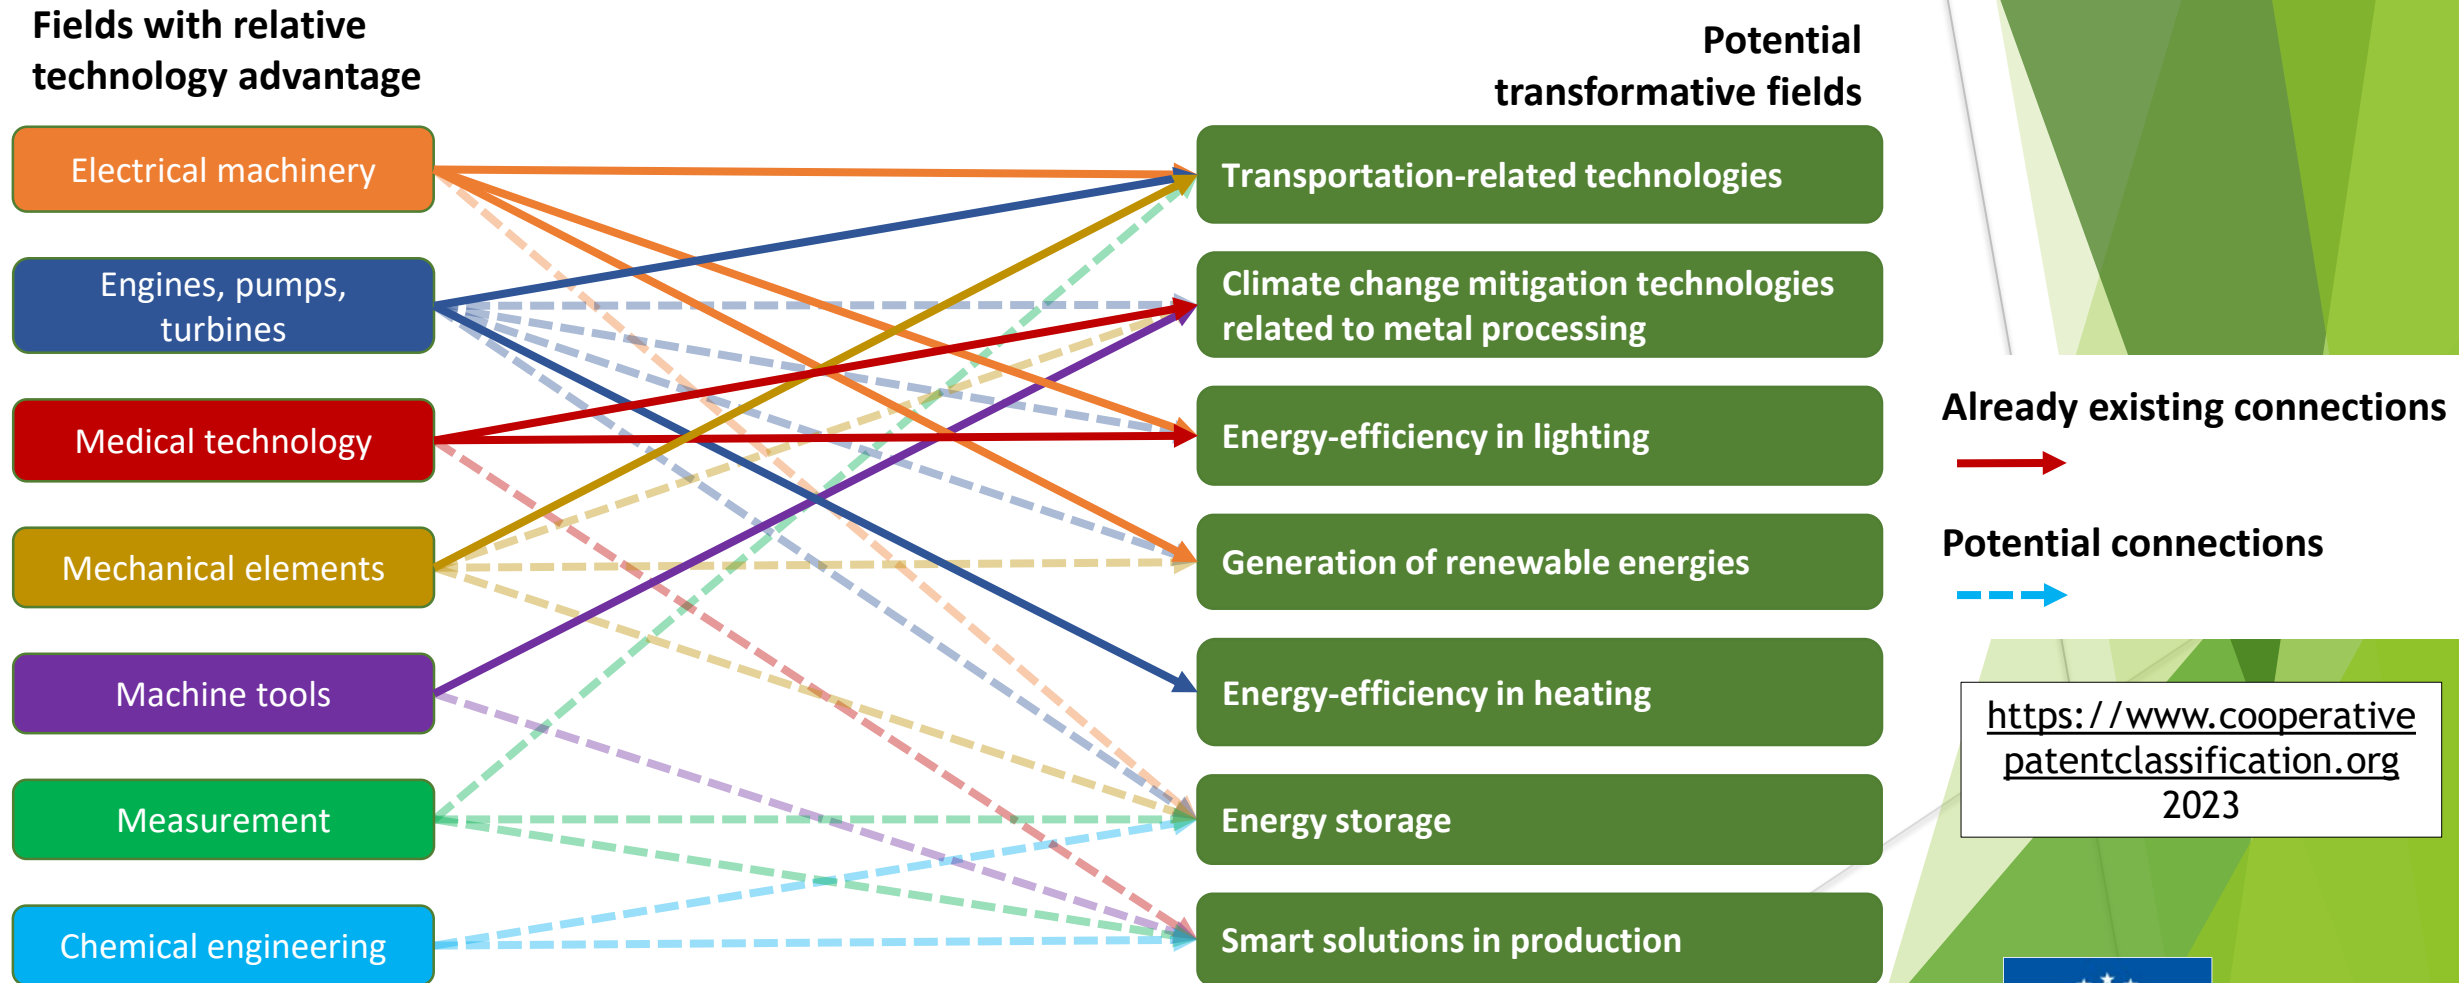 Fields with relative
technology advantage
Potential
transformative fields
Electrical machinery
Engines, pumps,
turbines
Medical technology
Mechanical elements
Machine tools
Measurement
Chemical engineering
Transportation-related technologies
Climate change mitigation technologies
related to metal processing
Energy-efficiency in lighting
Generation of renewable energies
Energy-efficiency in heating
Energy storage
Smart solutions in production
Already existing connections
Potential connections
https://www.cooperative
patentclassification.org
2023